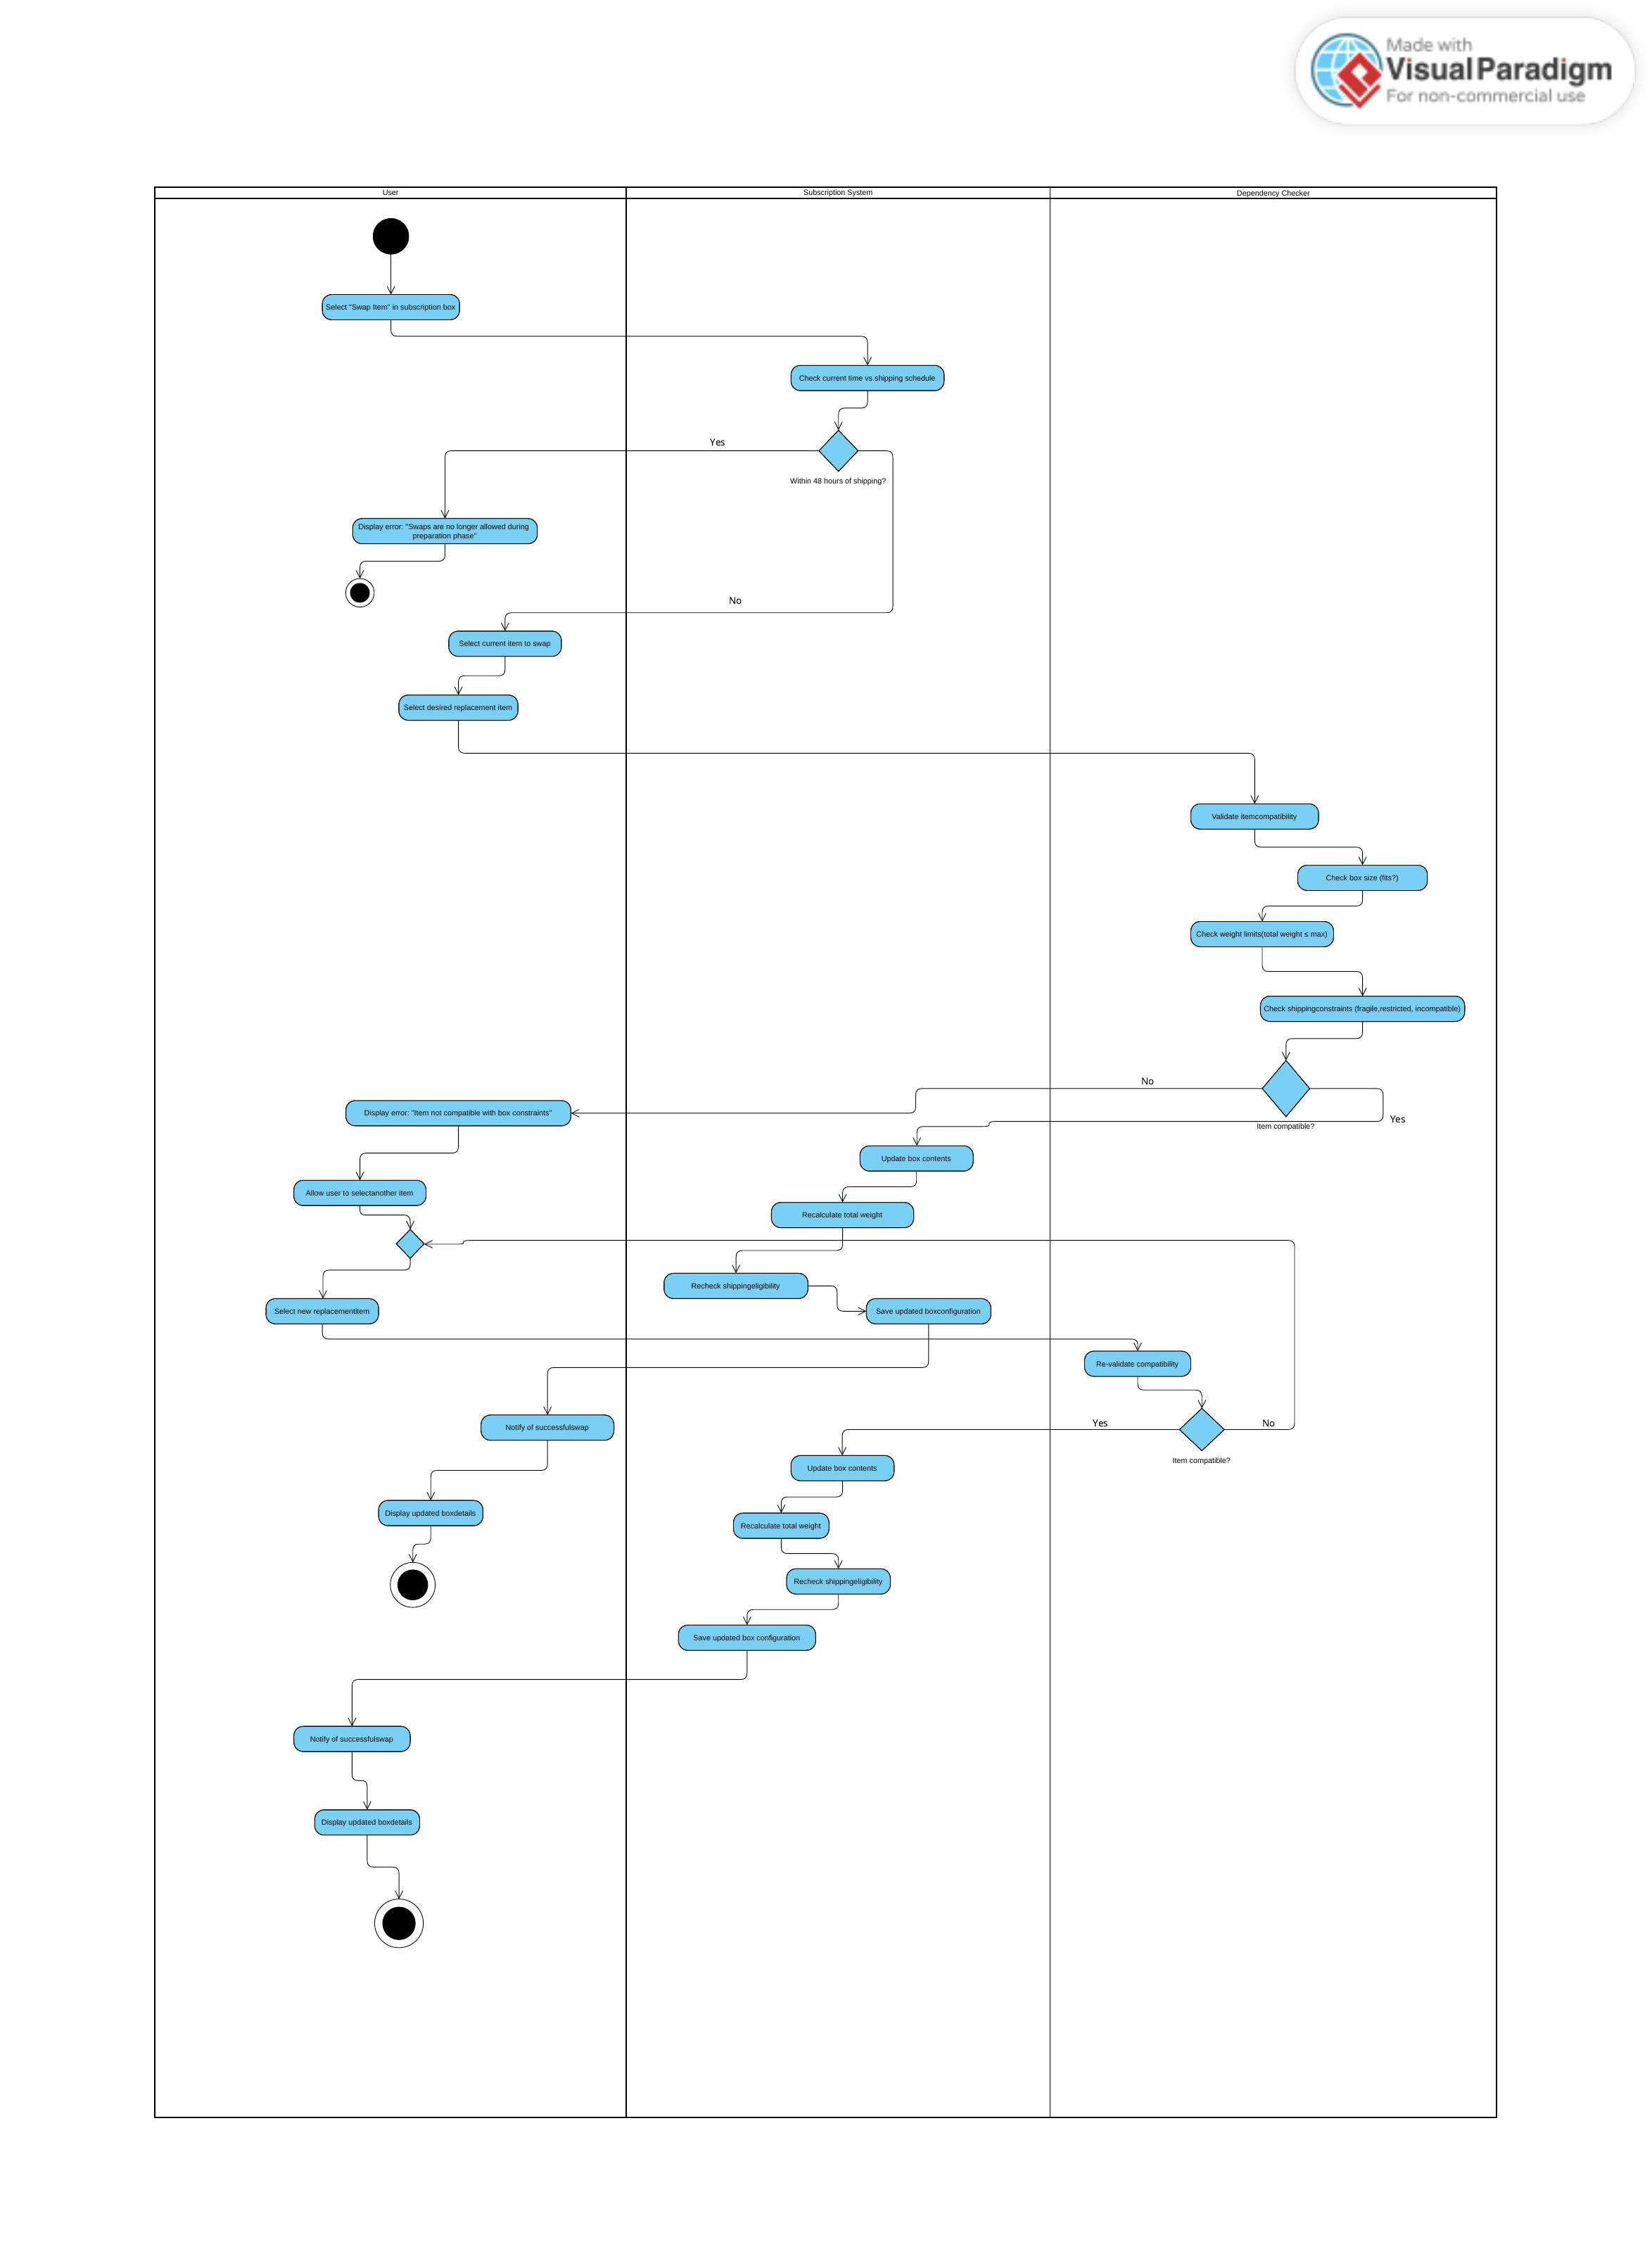 Made with
Visual Paradigm
For non-commercial use
User
Subscription System
Dependency Checker
Select "Swap Item" in subscription box
Check current time vs.shipping schedule
Yes
Within 48 hours of shipping?
Display error: "Swaps are no longer allowed during
preparation phase"
No
Select current item to swap
Select desired replacement item
Validate itemcompatibility
Check box size (fits?)
Check weight limits(total weight ≤ max)
Check shippingconstraints (fragile,restricted, incompatible)
No
Display error: "Item not compatible with box constraints"
Yes
Item compatible?
Update box contents
Allow user to selectanother item
Recalculate total weight
Recheck shippingeligibility
Select new replacementitem
Save updated boxconfiguration
Re-validate compatibility
Yes
No
Notify of successfulswap
Item compatible?
Update box contents
Display updated boxdetails
Recalculate total weight
Recheck shippingeligibility
Save updated box configuration
Notify of successfulswap
Display updated boxdetails